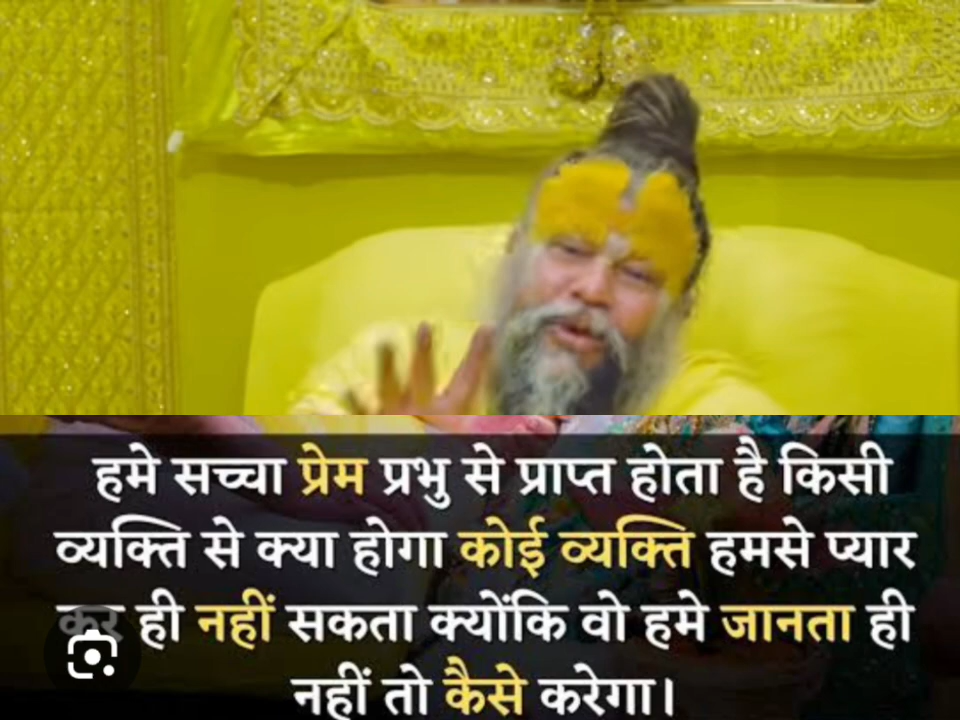 हमे सच्चा प्रेम प्रभु से प्राप्त होता है किसी
व्यक्ति से क्या होगा कोई व्यक्ति हमसे प्यार
कर ही नहीं सकता क्योंकि वो हमे जानता ही
नहीं तो कैसे करेगा।